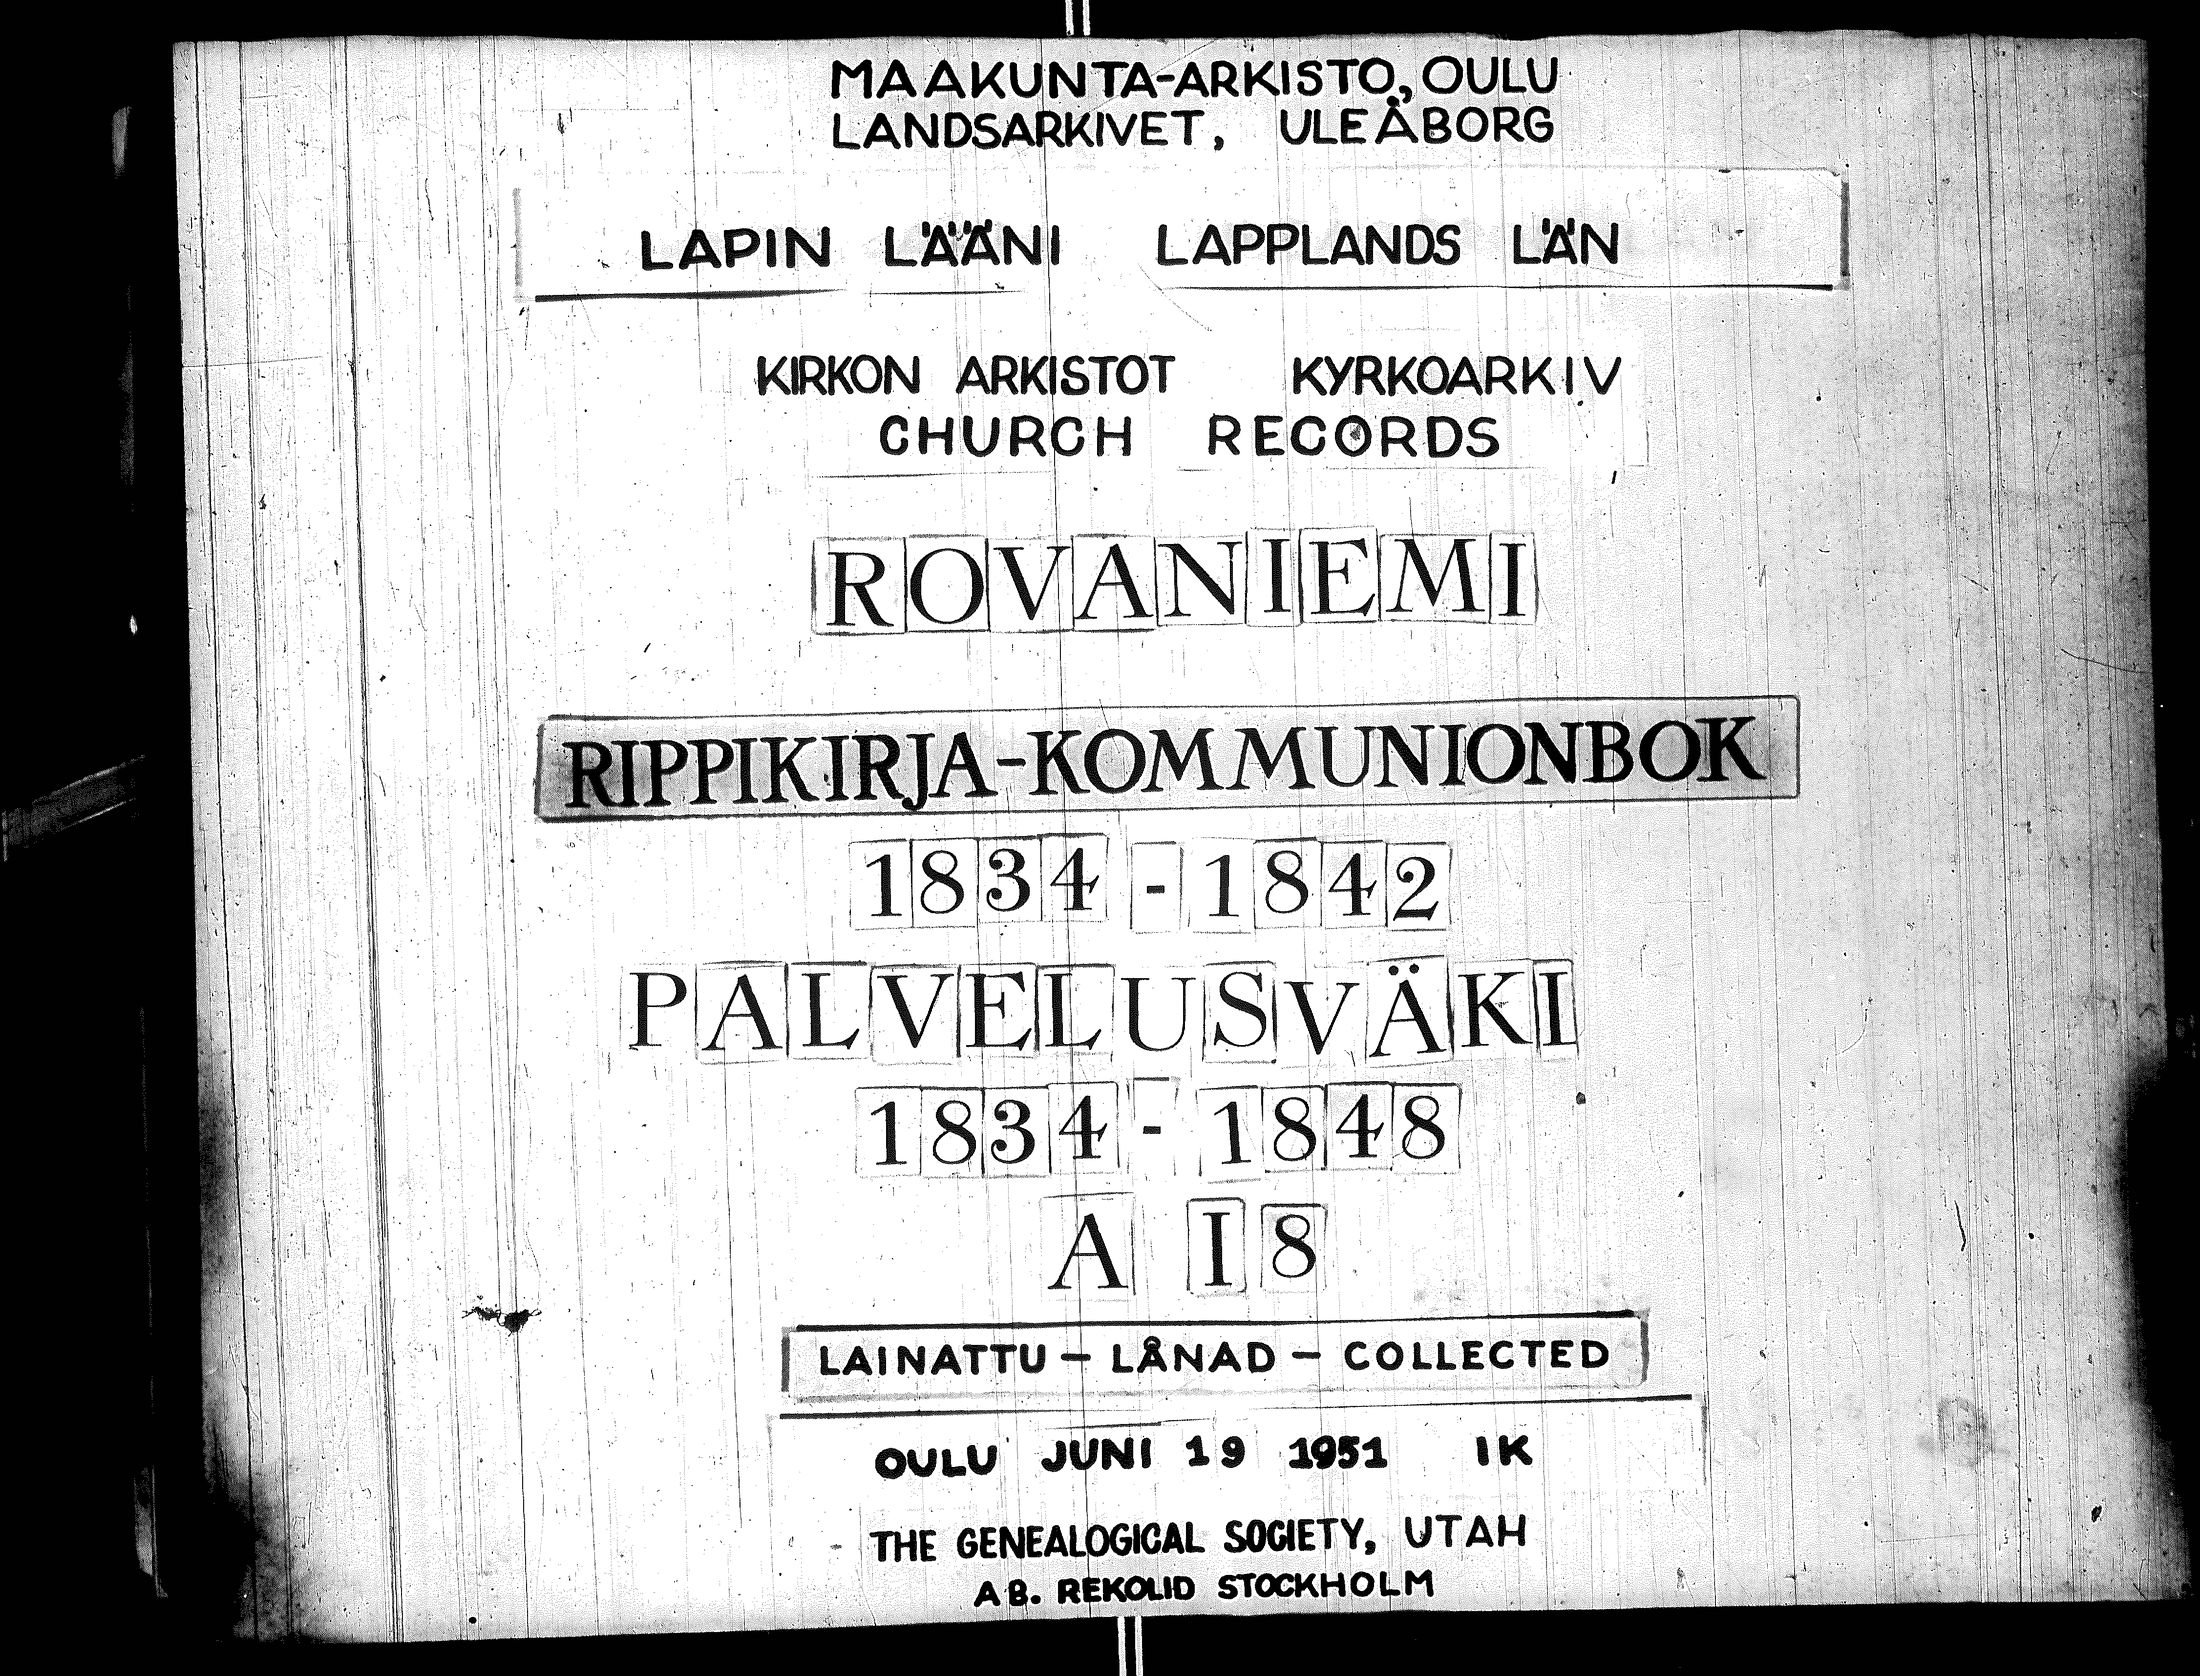 MAAKUNTA-ARKISTO, OULU
LANDSARKIVET, ULEÅBORG
LAPIN LÄÄNI LAPPLANDS LÄN
KIRKON ARKISTOT KYRKOARKIV
CHURCH RECORDS
ROVANIEMI
RIPPIKIRJA-KOMMUNIONBOK
1834-1842
PALVELUSVÄKI
1834-1848
A I 8
LAINATTU - LÅNAD - COLLECTED
OULU JUNI 19 1951 IK
THE GENEALOGICAL SOCIETY, UTAH
AB. REKOLID STOCKHOLM